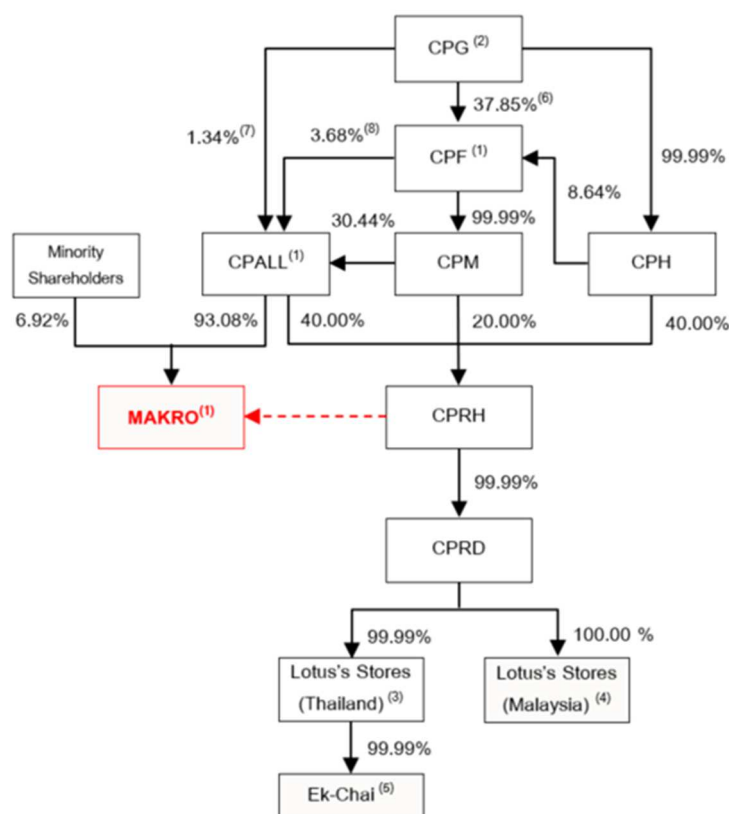 CPG (2)
37.85%(6)
1.34%(7)
3.68%(8)
CPF (1)
99.99%
8.64%
30.44%
99.99%
Minority
Shareholders
CPALL(1)
CPM
CPH
6.92%
93.08%
40.00%
20.00%
40.00%
MAKRO(1)
CPRH
99.99%
CPRD
99.99%
100.00 %
Lotus's Stores
(Thailand) (3)
Lotus's Stores
(Malaysia) (4)
99.99%
Ek-Chai (5)